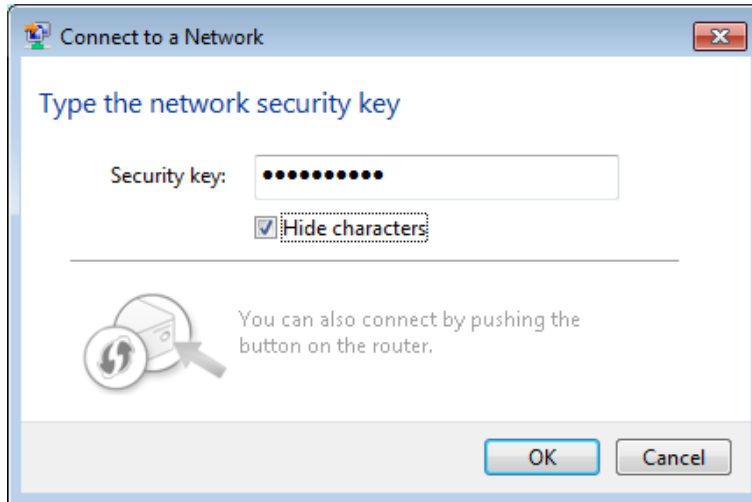 Connect to a Network
Type the network security key
Security key: ●●●●●●●●●●
Hide characters
You can also connect by pushing the
button on the router.
OK Cancel